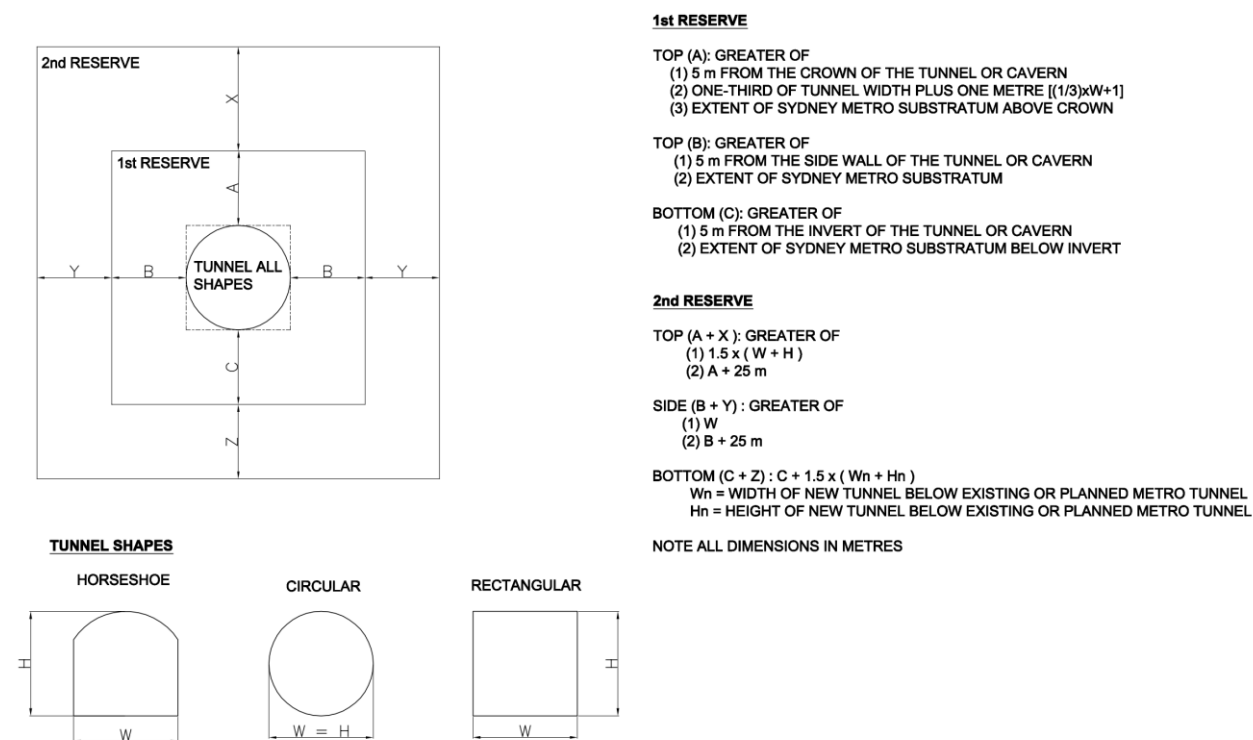 2nd RESERVE
X
1st RESERVE
A
Y
B
TUNNEL ALL
SHAPES
B
Y
C
Z
TUNNEL SHAPES
HORSESHOE
CIRCULAR
RECTANGULAR
H
W
W = H
W
H
1st RESERVE
TOP (A): GREATER OF
(1) 5 m FROM THE CROWN OF THE TUNNEL OR CAVERN
(2) ONE-THIRD OF TUNNEL WIDTH PLUS ONE METRE [(1/3)xW+1]
(3) EXTENT OF SYDNEY METRO SUBSTRATUM ABOVE CROWN
TOP (B): GREATER OF
(1) 5 m FROM THE SIDE WALL OF THE TUNNEL OR CAVERN
(2) EXTENT OF SYDNEY METRO SUBSTRATUM
BOTTOM (C): GREATER OF
(1) 5 m FROM THE INVERT OF THE TUNNEL OR CAVERN
(2) EXTENT OF SYDNEY METRO SUBSTRATUM BELOW INVERT
2nd RESERVE
TOP (A + X ): GREATER OF
(1) 1.5 x ( W + H )
(2) A + 25 m
SIDE (B + Y) : GREATER OF
(1) W
(2) B + 25 m
BOTTOM (C + Z) : C + 1.5 x ( Wn + Hn )
Wn = WIDTH OF NEW TUNNEL BELOW EXISTING OR PLANNED METRO TUNNEL
Hn = HEIGHT OF NEW TUNNEL BELOW EXISTING OR PLANNED METRO TUNNEL
NOTE ALL DIMENSIONS IN METRES